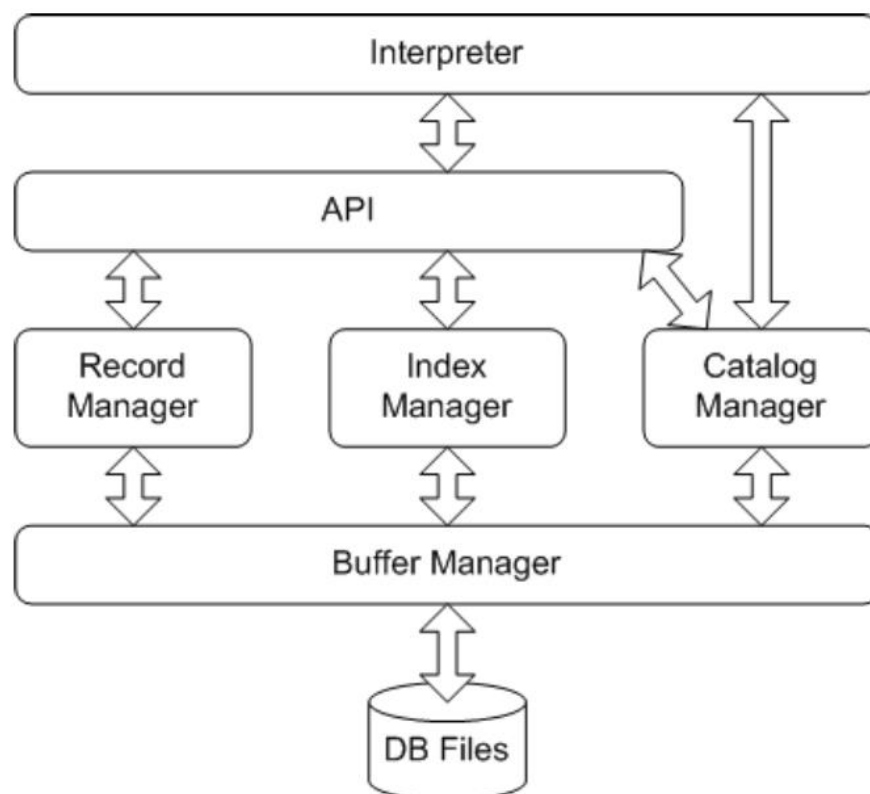 Interpreter
API
Record
Manager
Index
Manager
Catalog
Manager
Buffer Manager
DB Files